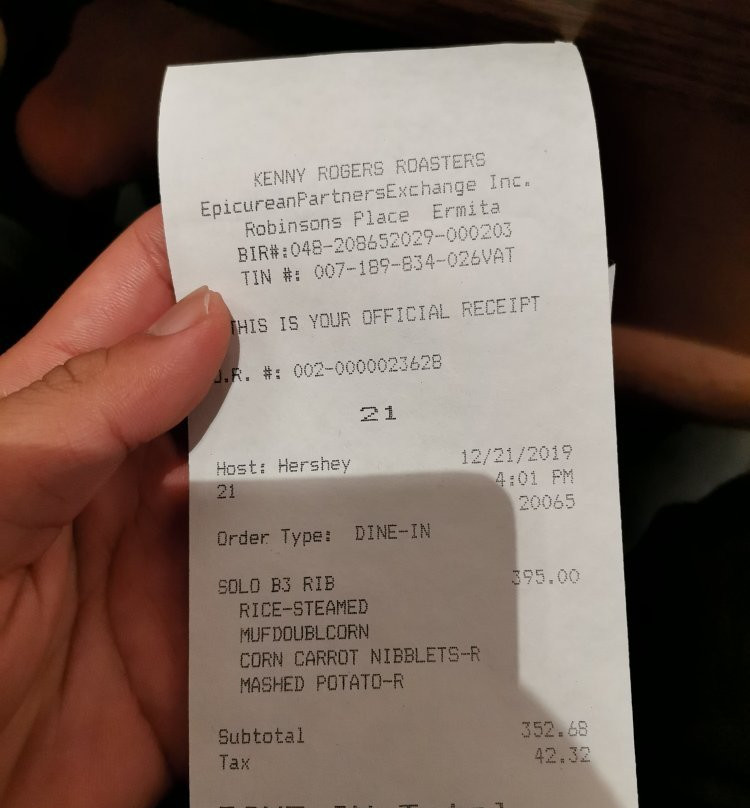 KENNY ROGERS ROASTERS
EpicureanPartnersExchange Inc.
Robinsons Place Ermita
BIR#:048-208652029-000203
TIN #: 007-189-834-026VAT
THIS IS YOUR OFFICIAL RECEIPT
.R. #: 002-0000023628
21
Host: Hershey 12/21/2019
21 4:01 PM
20065
Order Type: DINE-IN
SOLO B3 RIB 395.00
RICE-STEAMED
MUFDOUBLCORN
CORN CARROT NIBBLETS-R
MASHED POTATO-R
Subtotal 352.68
Tax 42.32